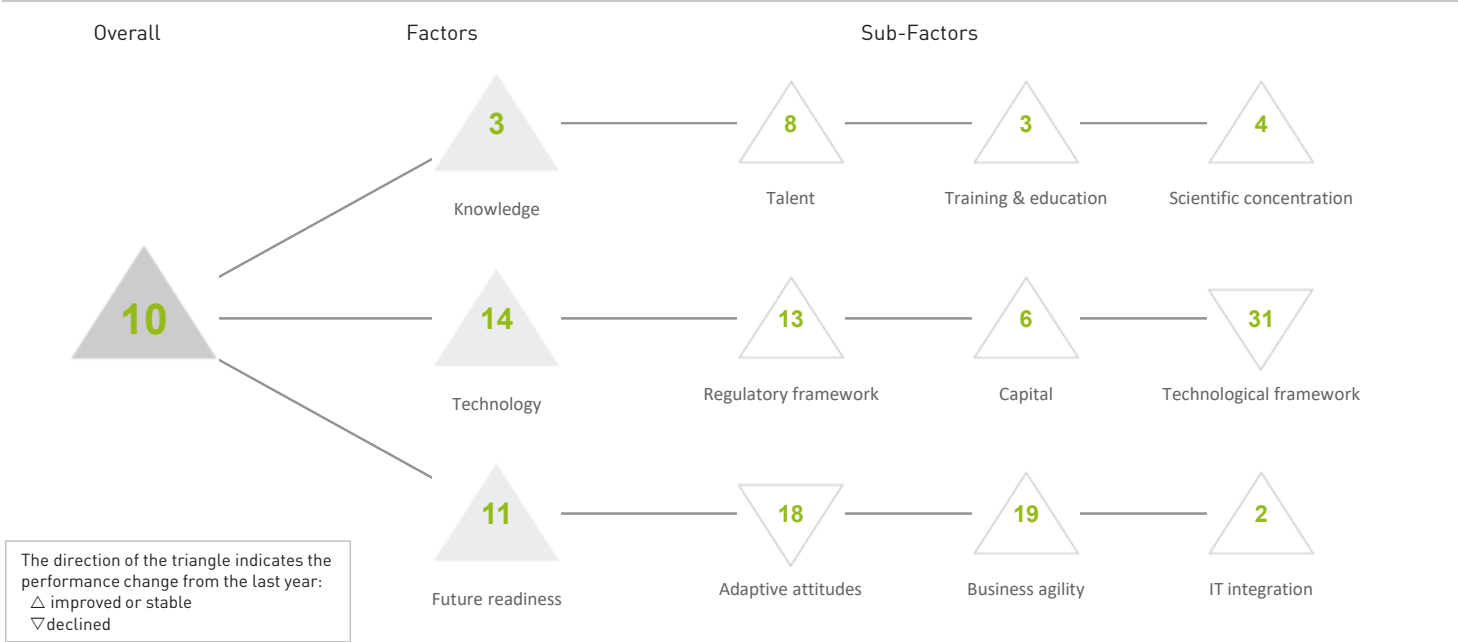 Overall
Factors
Sub-Factors
3
8
3
4
Knowledge
Talent
Training & education
Scientific concentration
10
14
13
6
31
Technology
Regulatory framework
Capital
Technological framework
11
18
19
2
Future readiness
Adaptive attitudes
Business agility
IT integration
The direction of the triangle indicates the
performance change from the last year:
△ improved or stable
▽ declined